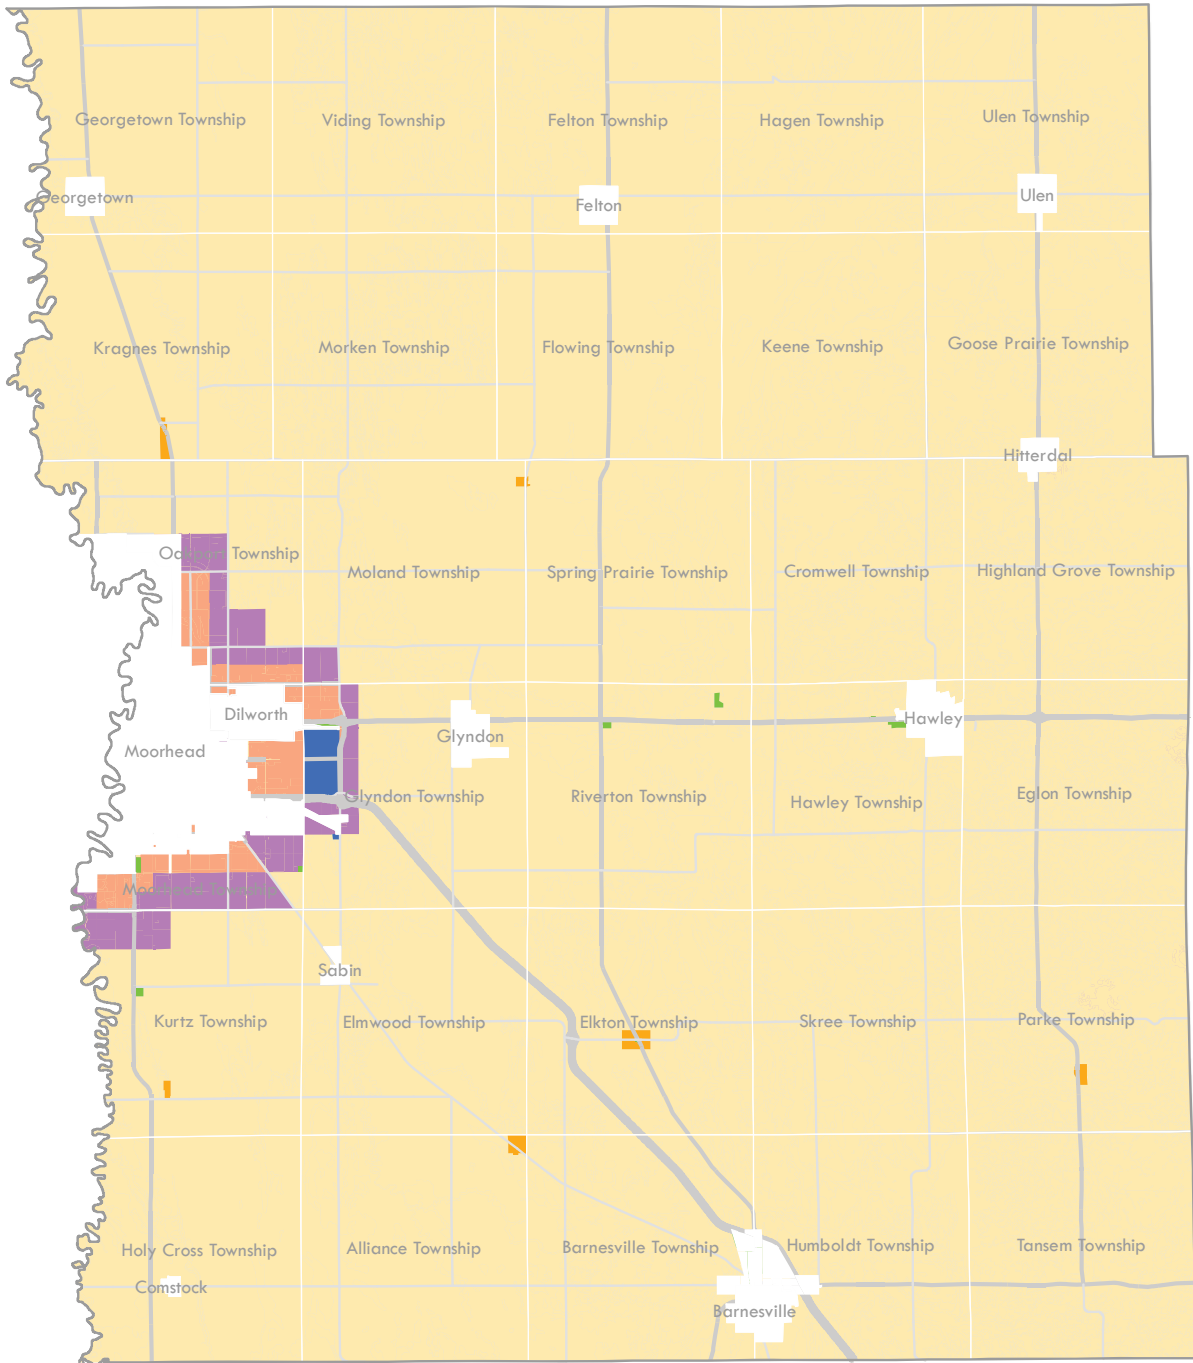 Georgetown Township
Viding Township
Felton Township
Hagen Township
Ulen Township
Georgetown
Felton
Ulen
Kragnes Township
Morken Township
Flowing Township
Keene Township
Goose Prairie Township
Hitterdal
Township
Moland Township
Spring Prairie Township
Cromwell Township
Highland Grove Township
Dilworth
Moorhead
Glyndon
Hawley
Glyndon Township
Riverton Township
Hawley Township
Eglon Township
Moorhead Township
Sabin
Kurtz Township
Elmwood Township
Elkton Township
Skree Township
Parke Township
Holy Cross Township
Alliance Township
Barnesville Township
Humboldt Township
Tansem Township
Comstock
Barnesville